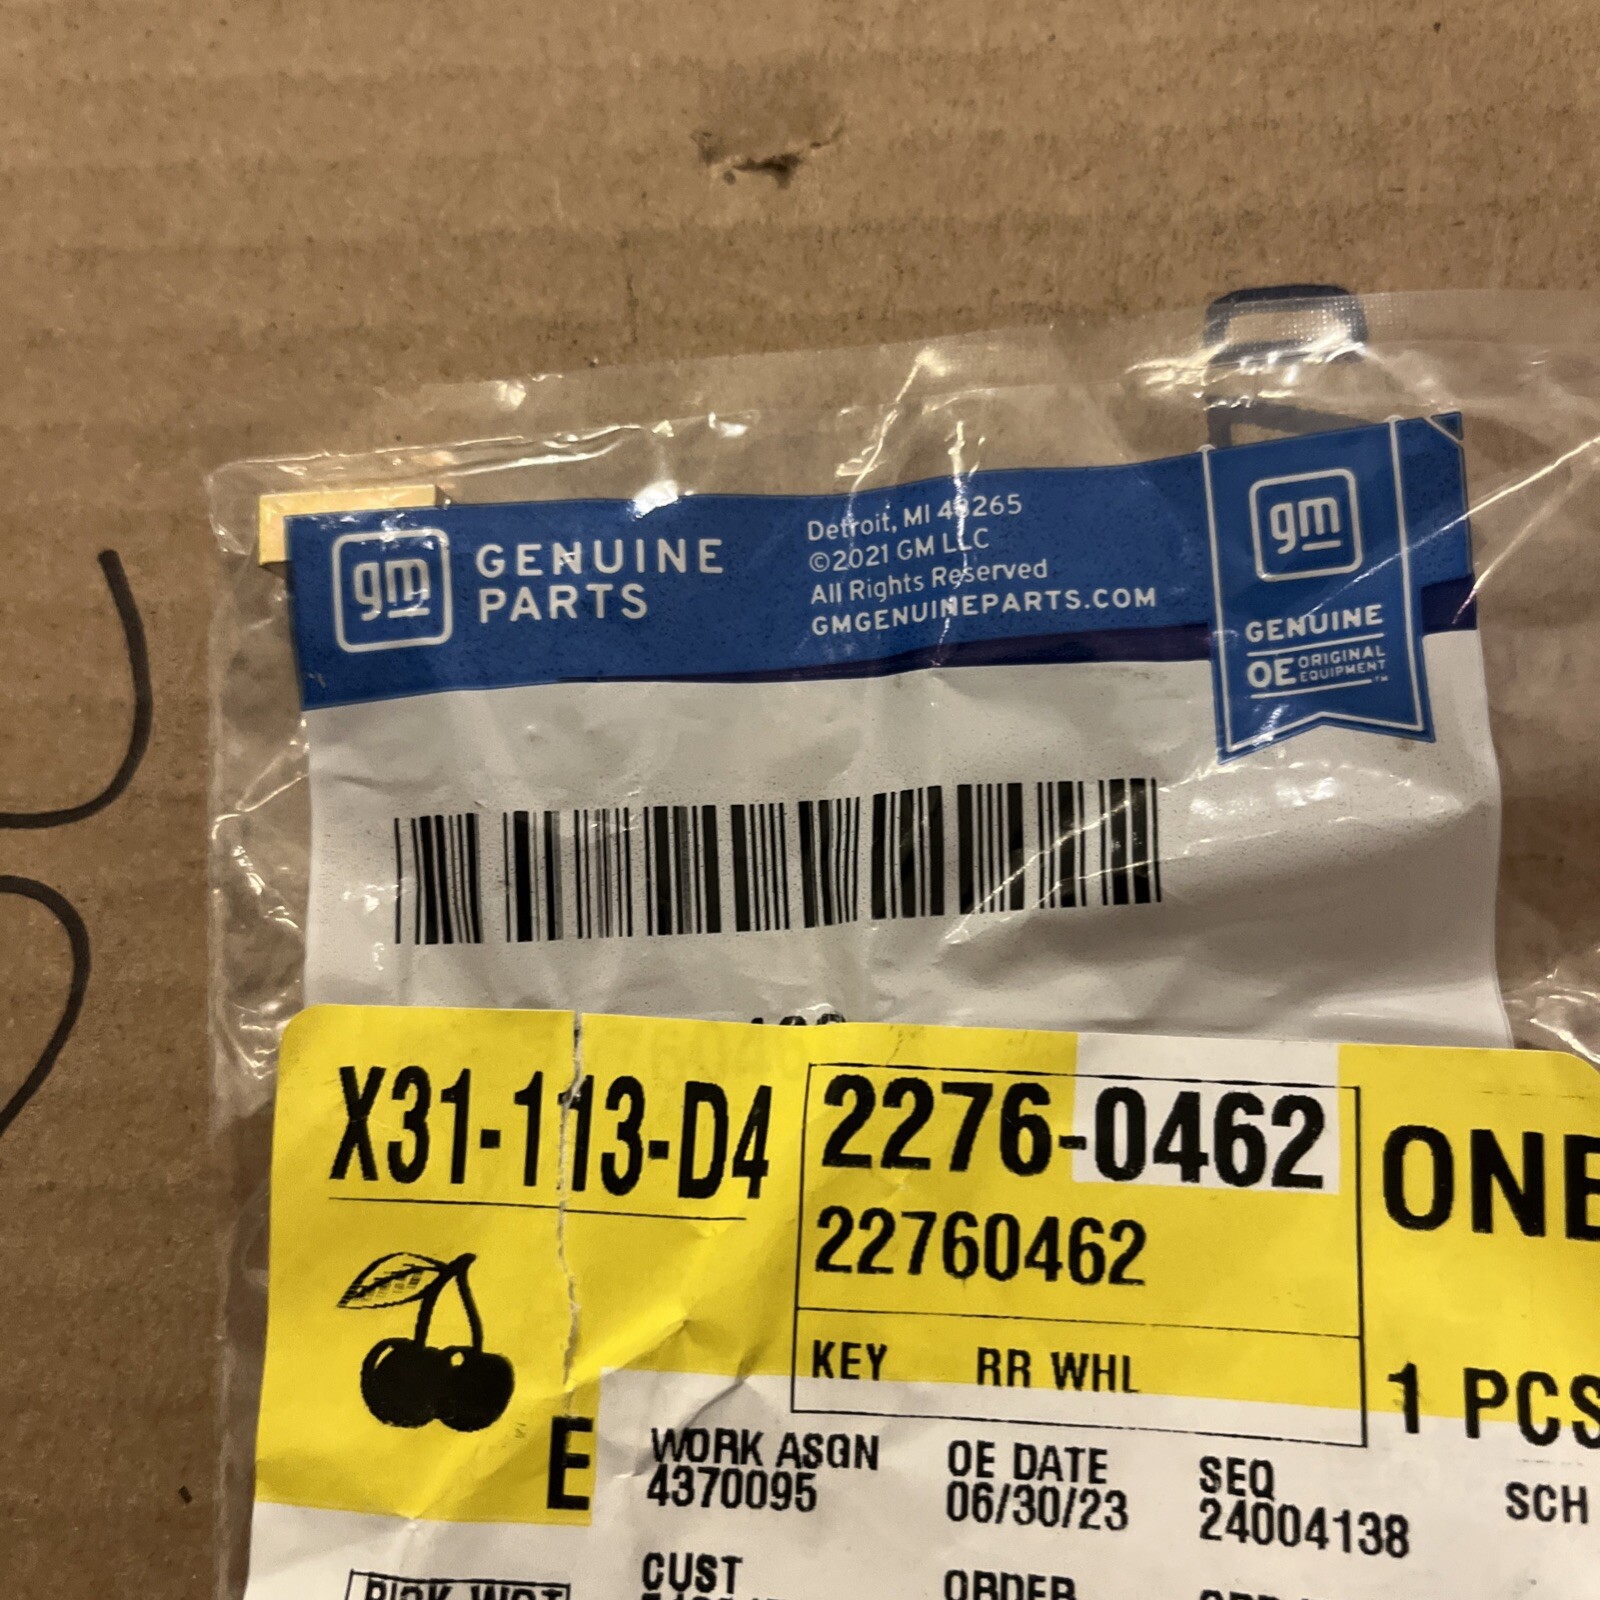 gm GENUINE PARTS
Detroit, MI 48265
©2021 GM LLC
All Rights Reserved
GMGENUINEPARTS.COM
gm
GENUINE
OE ORIGINAL EQUIPMENT™
X31-113-D4
2276-0462
22760462
KEY RR WHL
1 PCS
E
WORK ASGN
4370095
OE DATE
06/30/23
SEQ
24004138
SCH
CUST
ORDER